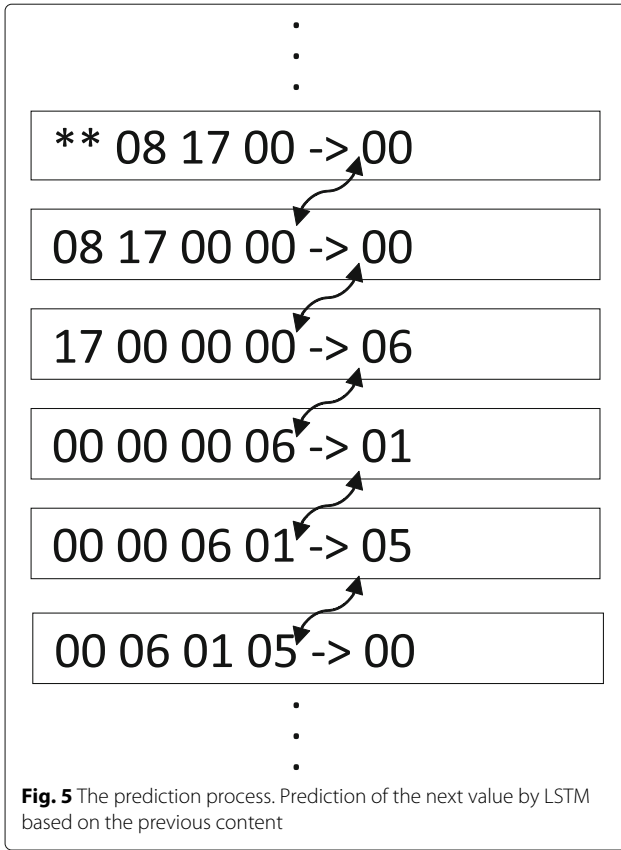 ** 08 17 00 -> 00
08 17 00 00 -> 00
17 00 00 00 -> 06
00 00 00 06 -> 01
00 00 06 01 -> 05
00 06 01 05 -> 00
Fig. 5 The prediction process. Prediction of the next value by LSTM
based on the previous content